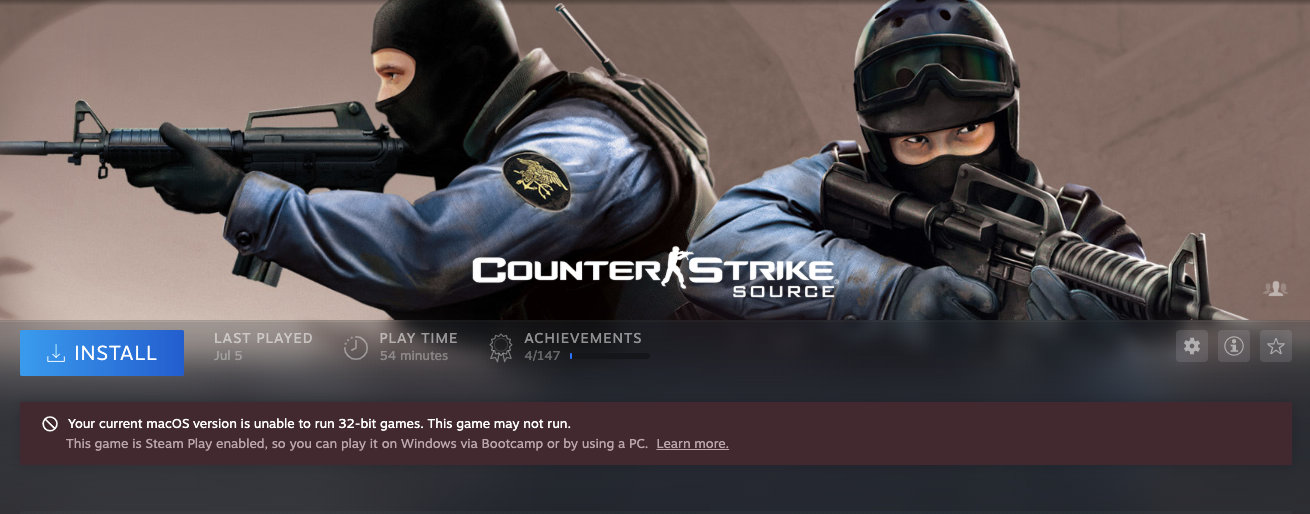 COUNTER STRIKE
SOURCE
INSTALL
LAST PLAYED
Jul 5
PLAY TIME
54 minutes
ACHIEVEMENTS
4/147
Your current macOS version is unable to run 32-bit games. This game may not run.
This game is Steam Play enabled, so you can play it on Windows via Bootcamp or by using a PC. Learn more.